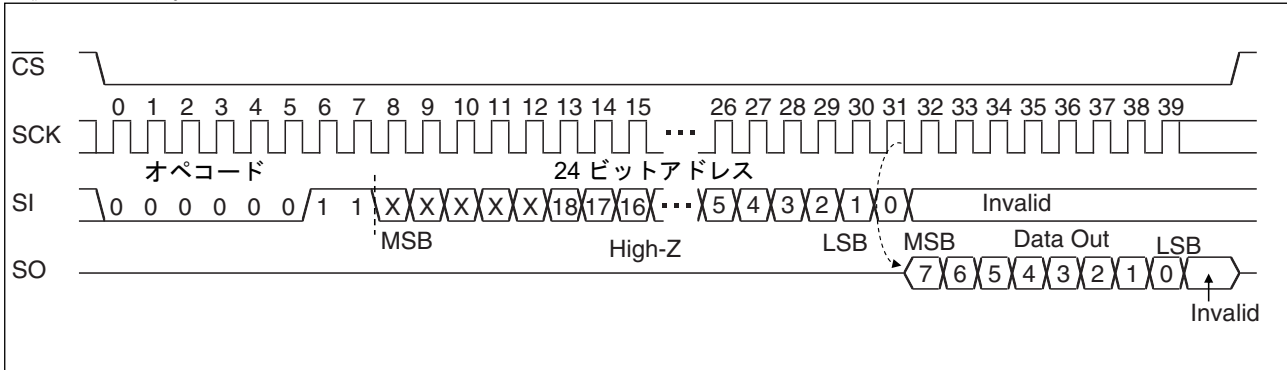 CS
0 1 2 3 4 5 6 7 8 9 10 11 12 13 14 15 26 27 28 29 30 31 32 33 34 35 36 37 38 39
SCK
オペコード 24 ビットアドレス
SI 0 0 0 0 0 0 1 1 X X X X X 18 17 16 ··· 5 4 3 2 1 0 Invalid
MSB High-Z LSB MSB Data Out LSB
SO 7 6 5 4 3 2 1 0
Invalid